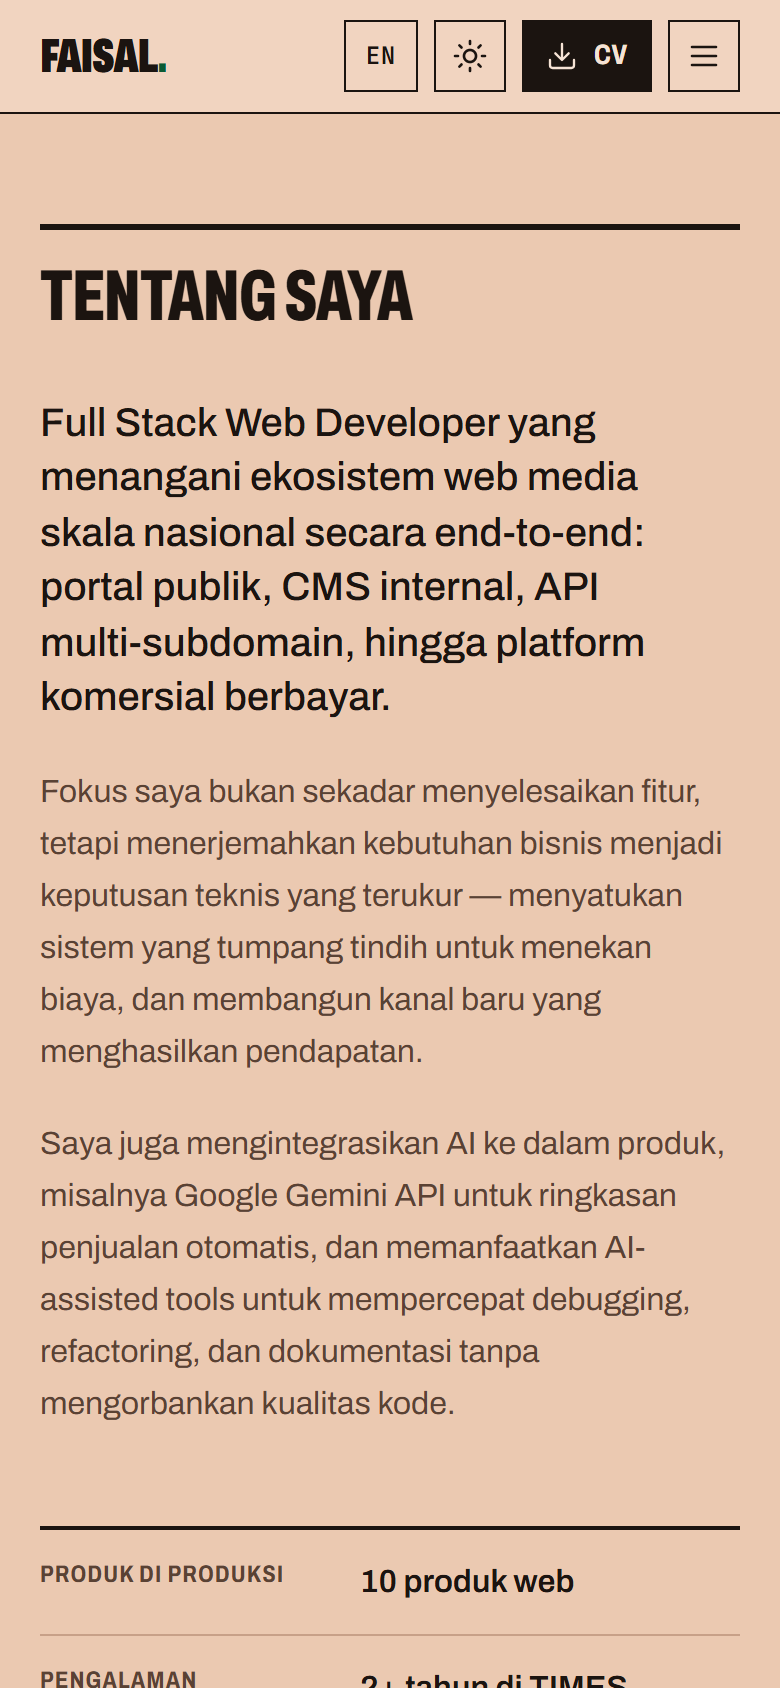 FAISAL.
EN
CV
TENTANG SAYA
Full Stack Web Developer yang
menangani ekosistem web media
skala nasional secara end-to-end:
portal publik, CMS internal, API
multi-subdomain, hingga platform
komersial berbayar.
Fokus saya bukan sekadar menyelesaikan fitur,
tetapi menerjemahkan kebutuhan bisnis menjadi
keputusan teknis yang terukur — menyatukan
sistem yang tumpang tindih untuk menekan
biaya, dan membangun kanal baru yang
menghasilkan pendapatan.
Saya juga mengintegrasikan AI ke dalam produk,
misalnya Google Gemini API untuk ringkasan
penjualan otomatis, dan memanfaatkan AI-
assisted tools untuk mempercepat debugging,
refactoring, dan dokumentasi tanpa
mengorbankan kualitas kode.
PRODUK DI PRODUKSI
10 produk web
PENGALAMAN
2+ tahun di TIMES